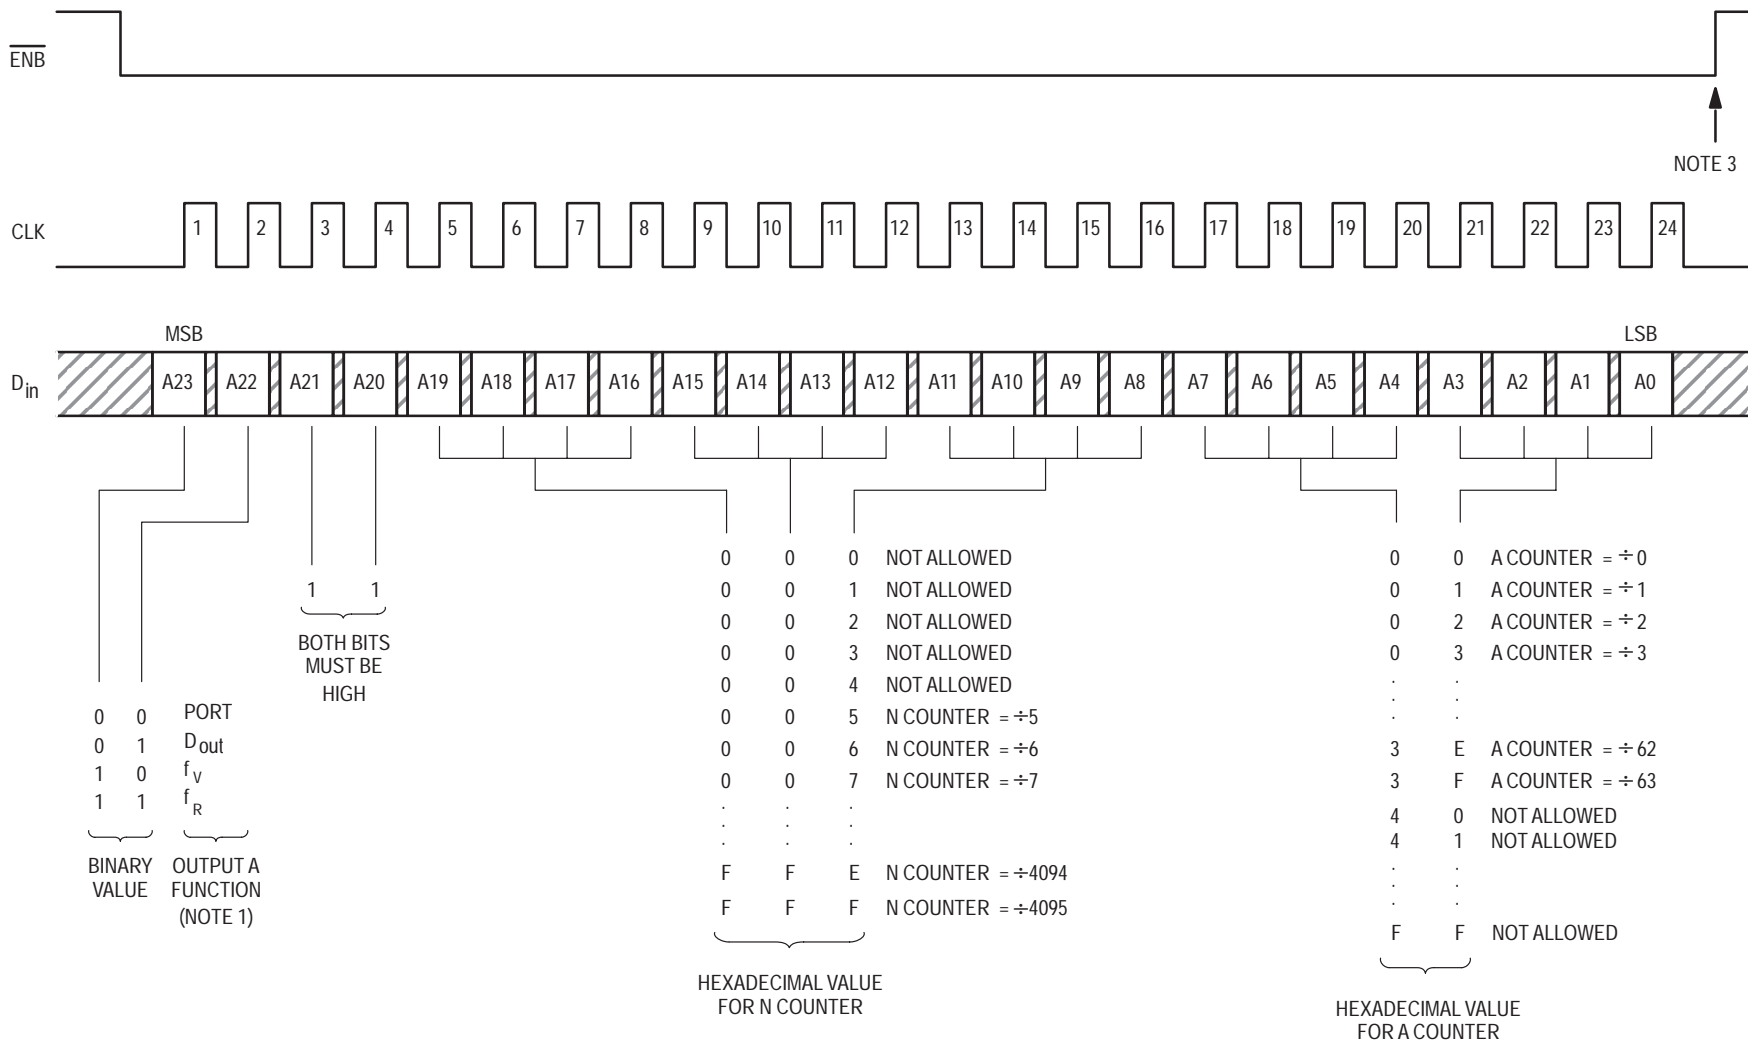 ENB
NOTE 3
CLK
1 2 3 4 5 6 7 8 9 10 11 12 13 14 15 16 17 18 19 20 21 22 23 24
MSB
LSB
Din
A23 A22 A21 A20 A19 A18 A17 A16 A15 A14 A13 A12 A11 A10 A9 A8 A7 A6 A5 A4 A3 A2 A1 A0
1 1
BOTH BITS
MUST BE
HIGH
0 0 PORT
0 1 Dout
1 0 fV
1 1 fR
BINARY
VALUE
OUTPUT A
FUNCTION
(NOTE 1)
0 0 0 NOT ALLOWED
0 0 1 NOT ALLOWED
0 0 2 NOT ALLOWED
0 0 3 NOT ALLOWED
0 0 4 NOT ALLOWED
0 0 5 N COUNTER = ÷5
0 0 6 N COUNTER = ÷6
0 0 7 N COUNTER = ÷7
. . .
. . .
. . .
F F E N COUNTER = ÷4094
F F F N COUNTER = ÷4095
HEXADECIMAL VALUE
FOR N COUNTER
0 0 A COUNTER = ÷0
0 1 A COUNTER = ÷1
0 2 A COUNTER = ÷2
0 3 A COUNTER = ÷3
. .
. .
. .
3 E A COUNTER = ÷62
3 F A COUNTER = ÷63
4 0 NOT ALLOWED
4 1 NOT ALLOWED
. .
. .
. .
F F NOT ALLOWED
HEXADECIMAL VALUE
FOR A COUNTER